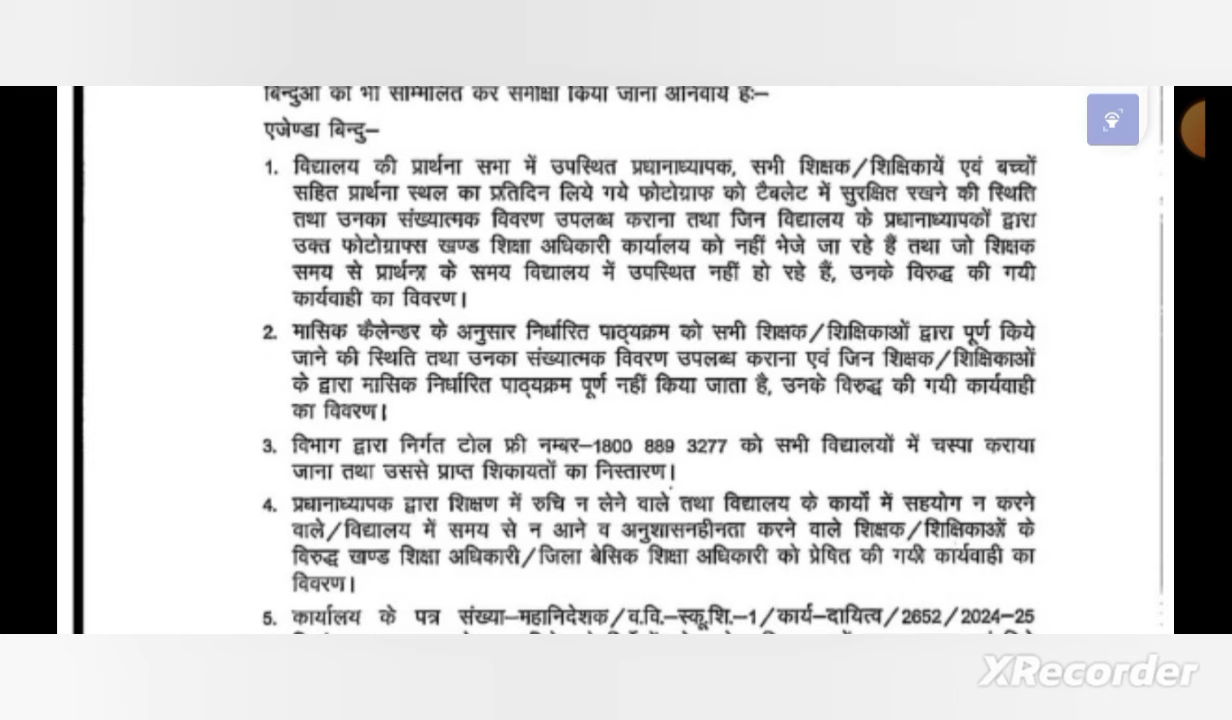 बिन्दुओं को भी सम्मिलित कर समीक्षा किया जाना अनिवार्य हैः–
एजेण्डा बिन्दु–
1. विद्यालय की प्रार्थना सभा में उपस्थित प्रधानाध्यापक, सभी शिक्षक/शिक्षिकायें एवं बच्चों
सहित प्रार्थना स्थल का प्रतिदिन लिये गये फोटोग्राफ को टैबलेट में सुरक्षित रखने की स्थिति
तथा उनका संख्यात्मक विवरण उपलब्ध कराना तथा जिन विद्यालय के प्रधानाध्यापकों द्वारा
उक्त फोटोग्राफ्स खण्ड शिक्षा अधिकारी कार्यालय को नहीं भेजे जा रहे हैं तथा जो शिक्षक
समय से प्रार्थना के समय विद्यालय में उपस्थित नहीं हो रहे हैं, उनके विरुद्ध की गयी
कार्यवाही का विवरण।
2. मासिक कैलेन्डर के अनुसार निर्धारित पाठ्यक्रम को सभी शिक्षक/शिक्षिकाओं द्वारा पूर्ण किये
जाने की स्थिति तथा उनका संख्यात्मक विवरण उपलब्ध कराना एवं जिन शिक्षक/शिक्षिकाओं
के द्वारा मासिक निर्धारित पाठ्यक्रम पूर्ण नहीं किया जाता है, उनके विरुद्ध की गयी कार्यवाही
का विवरण।
3. विभाग द्वारा निर्गत टोल फ्री नम्बर–1800 889 3277 को सभी विद्यालयों में चस्पा कराया
जाना तथा उससे प्राप्त शिकायतों का निस्तारण।
4. प्रधानाध्यापक द्वारा शिक्षण में रुचि न लेने वाले तथा विद्यालय के कार्यों में सहयोग न करने
वाले/विद्यालय में समय से न आने व अनुशासनहीनता करने वाले शिक्षक/शिक्षिकाओं के
विरुद्ध खण्ड शिक्षा अधिकारी/जिला बेसिक शिक्षा अधिकारी को प्रेषित की गयी कार्यवाही का
विवरण।
5. कार्यालय के पत्र संख्या–महानिदेशक/व.वि.–स्कू.शि.–1/कार्य–दायित्व/2652/2024–25
XRecorder